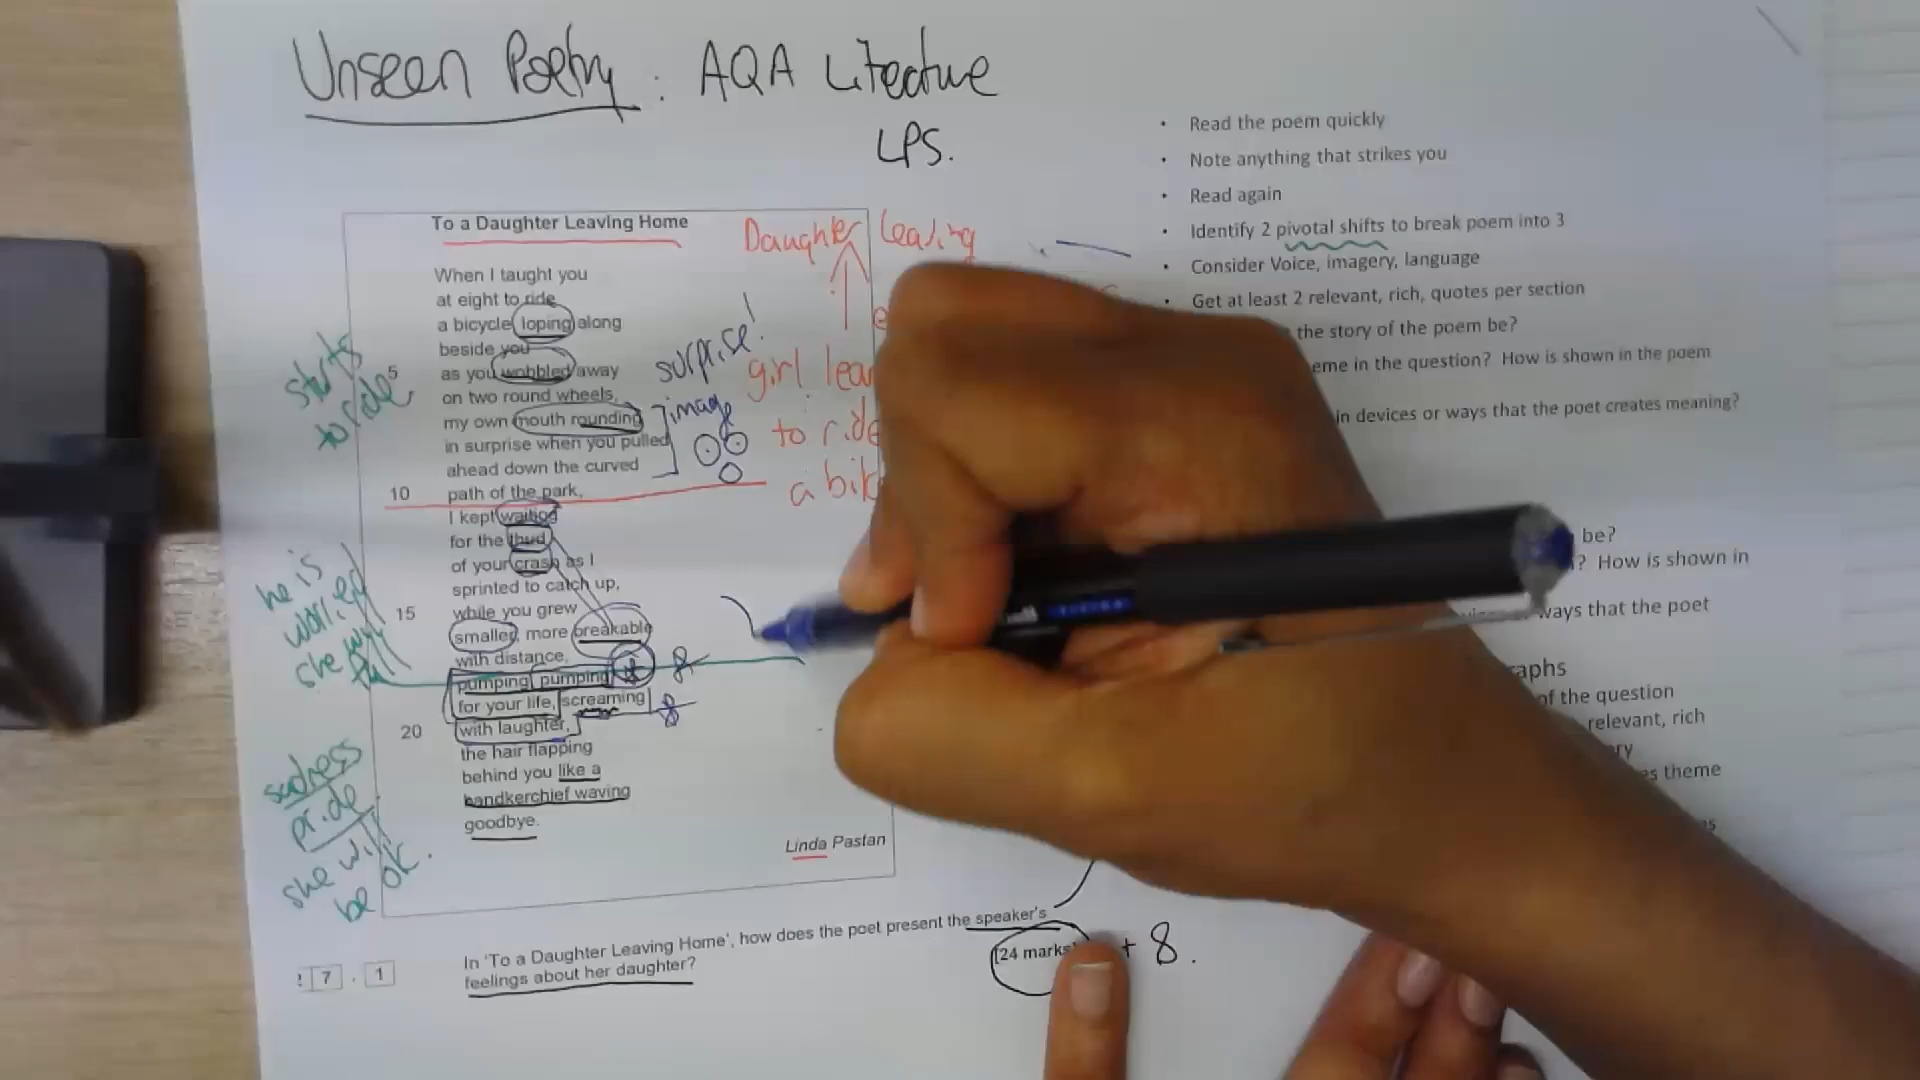 Unseen Poetry : AQA Literature
LPS.
To a Daughter Leaving Home
When I taught you
at eight to ride
a bicycle loping along
beside you
5 as you wobbled away
on two round wheels,
my own mouth rounding
in surprise when you pulled
ahead down the curved
10 path of the park,
I kept waiting
for the thud
of your crash as I
sprinted to catch up,
15 while you grew
smaller, more breakable
with distance,
pumping, pumping
for your life, screaming
20 with laughter,
the hair flapping
behind you like a
handkerchief waving
goodbye.
Linda Pastan
starts
to ride
he is
worried
she will
fall
sadness
pride
she will
be ok.
surprise!
image
Daughter leaving
girl
to ride
a
7 . 1 In 'To a Daughter Leaving Home', how does the poet present the speaker's
feelings about her daughter?
[24 marks] + 8.
• Read the poem quickly
• Note anything that strikes you
• Read again
• Identify 2 pivotal shifts to break poem into 3
• Consider Voice, imagery, language
• Get at least 2 relevant, rich, quotes per section
the story of the poem be?
in the question? How is shown in the poem
in devices or ways that the poet creates meaning?
be?
? How is shown in
ways that the poet
of the question
relevant, rich
theme